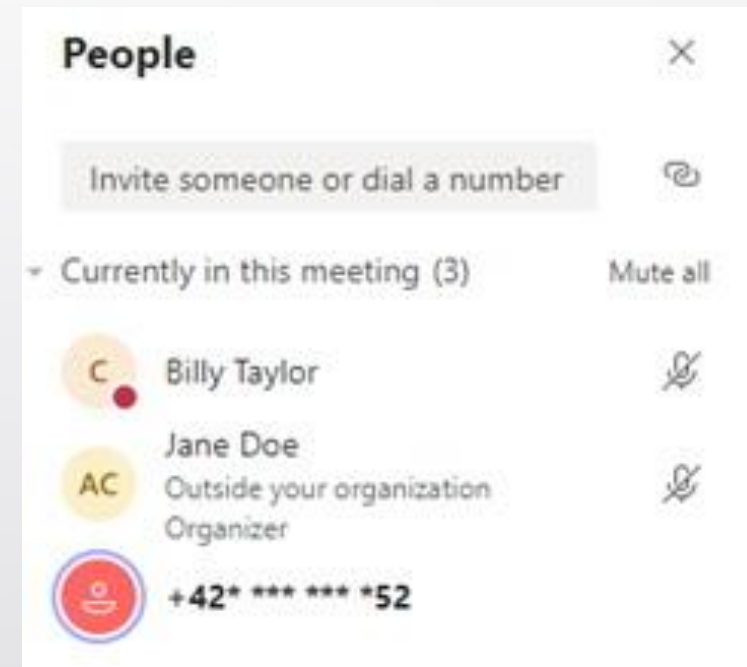 People
Invite someone or dial a number
Currently in this meeting (3)
Mute all
C
Billy Taylor
Jane Doe
AC
Outside your organization
Organizer
+42* *** *** *52